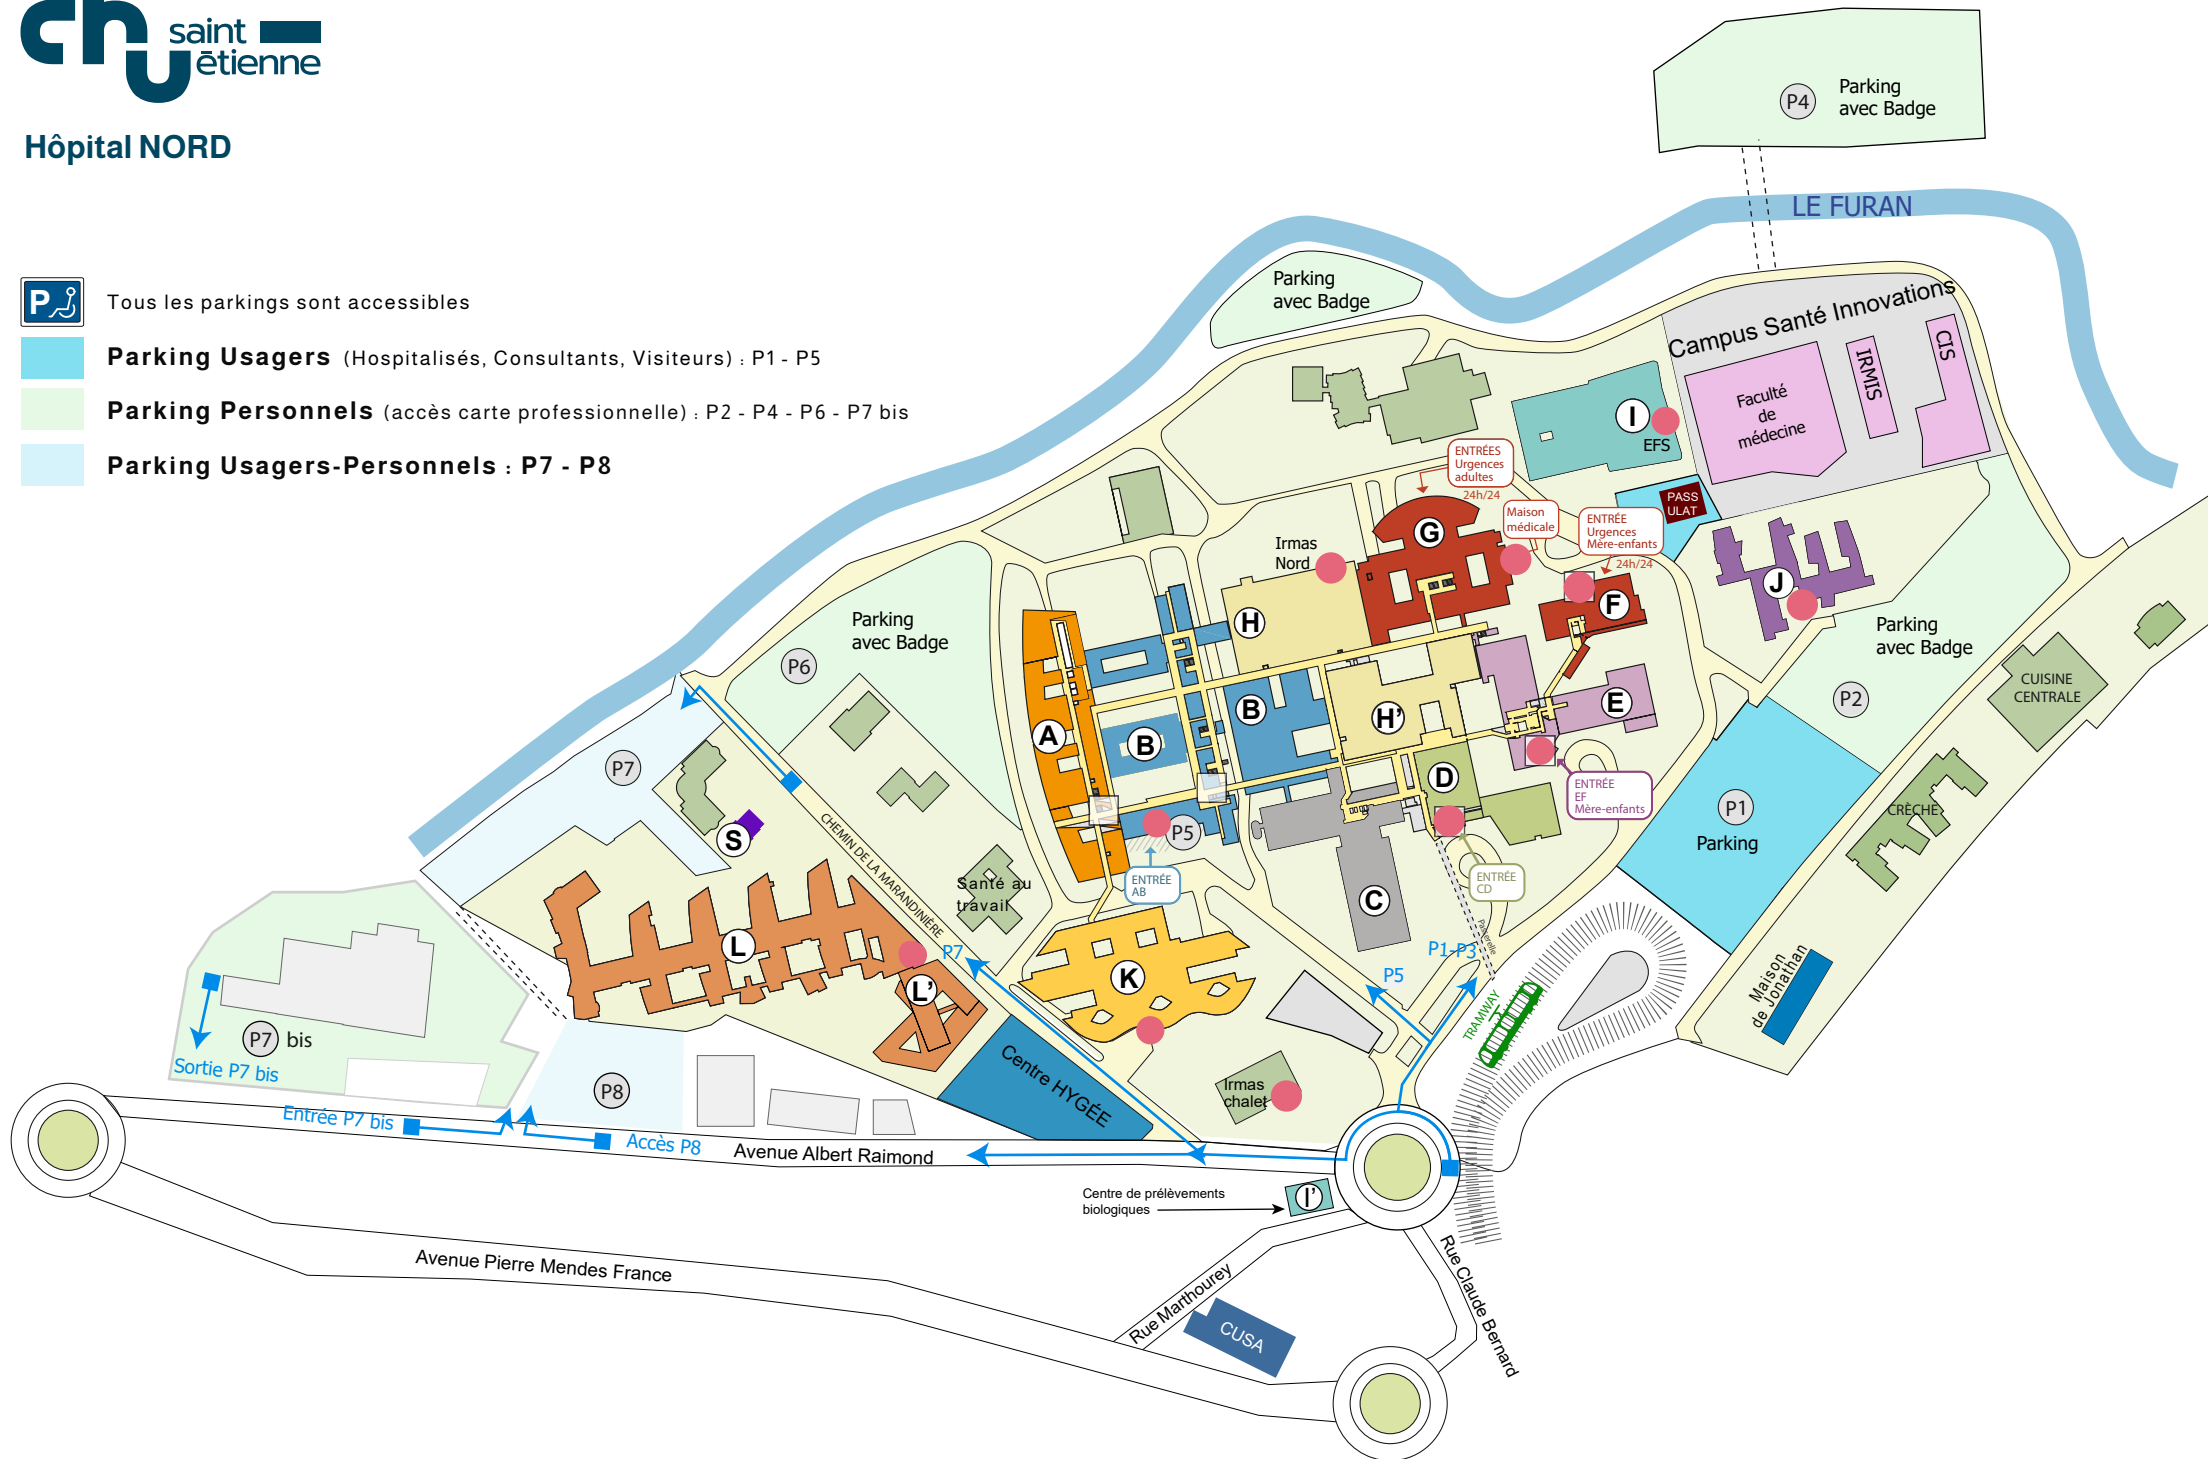 chu saint
étienne
Hôpital NORD
P
Tous les parkings sont accessibles
Parking Usagers (Hospitalisés, Consultants, Visiteurs) : P1 - P5
Parking Personnels (accès carte professionnelle) : P2 - P4 - P6 - P7 bis
Parking Usagers-Personnels : P7 - P8
P4
Parking
avec Badge
LE FURAN
Parking
avec Badge
Campus Santé Innovations
Faculté
de
médecine
IRMIS
CIS
I
EFS
PASS
ULAT
ENTRÉES
Urgences
adultes
24h/24
Maison
médicale
ENTRÉE
Urgences
Mère-enfants
24h/24
G
Irmas
Nord
H
F
J
Parking
avec Badge
P2
CUISINE
CENTRALE
Parking
avec Badge
P6
A
B
B
H'
E
D
ENTRÉE
EF
Mère-enfants
P1
Parking
CRÈCHE
P7
S
CHEMIN DE LA MARANDINIÈRE
P5
ENTRÉE
AB
ENTRÉE
CD
C
Passerelle
Santé au
travail
L
L'
P7
K
P5
P1-P3
TRAMWAY
Maison
de Jonathan
P7 bis
Sortie P7 bis
P8
Centre HYGÉE
Irmas
chalet
Entrée P7 bis
Accès P8
Avenue Albert Raimond
Centre de prélèvements
biologiques
I'
Avenue Pierre Mendes France
Rue Marthourey
CUSA
Rue Claude Bernard